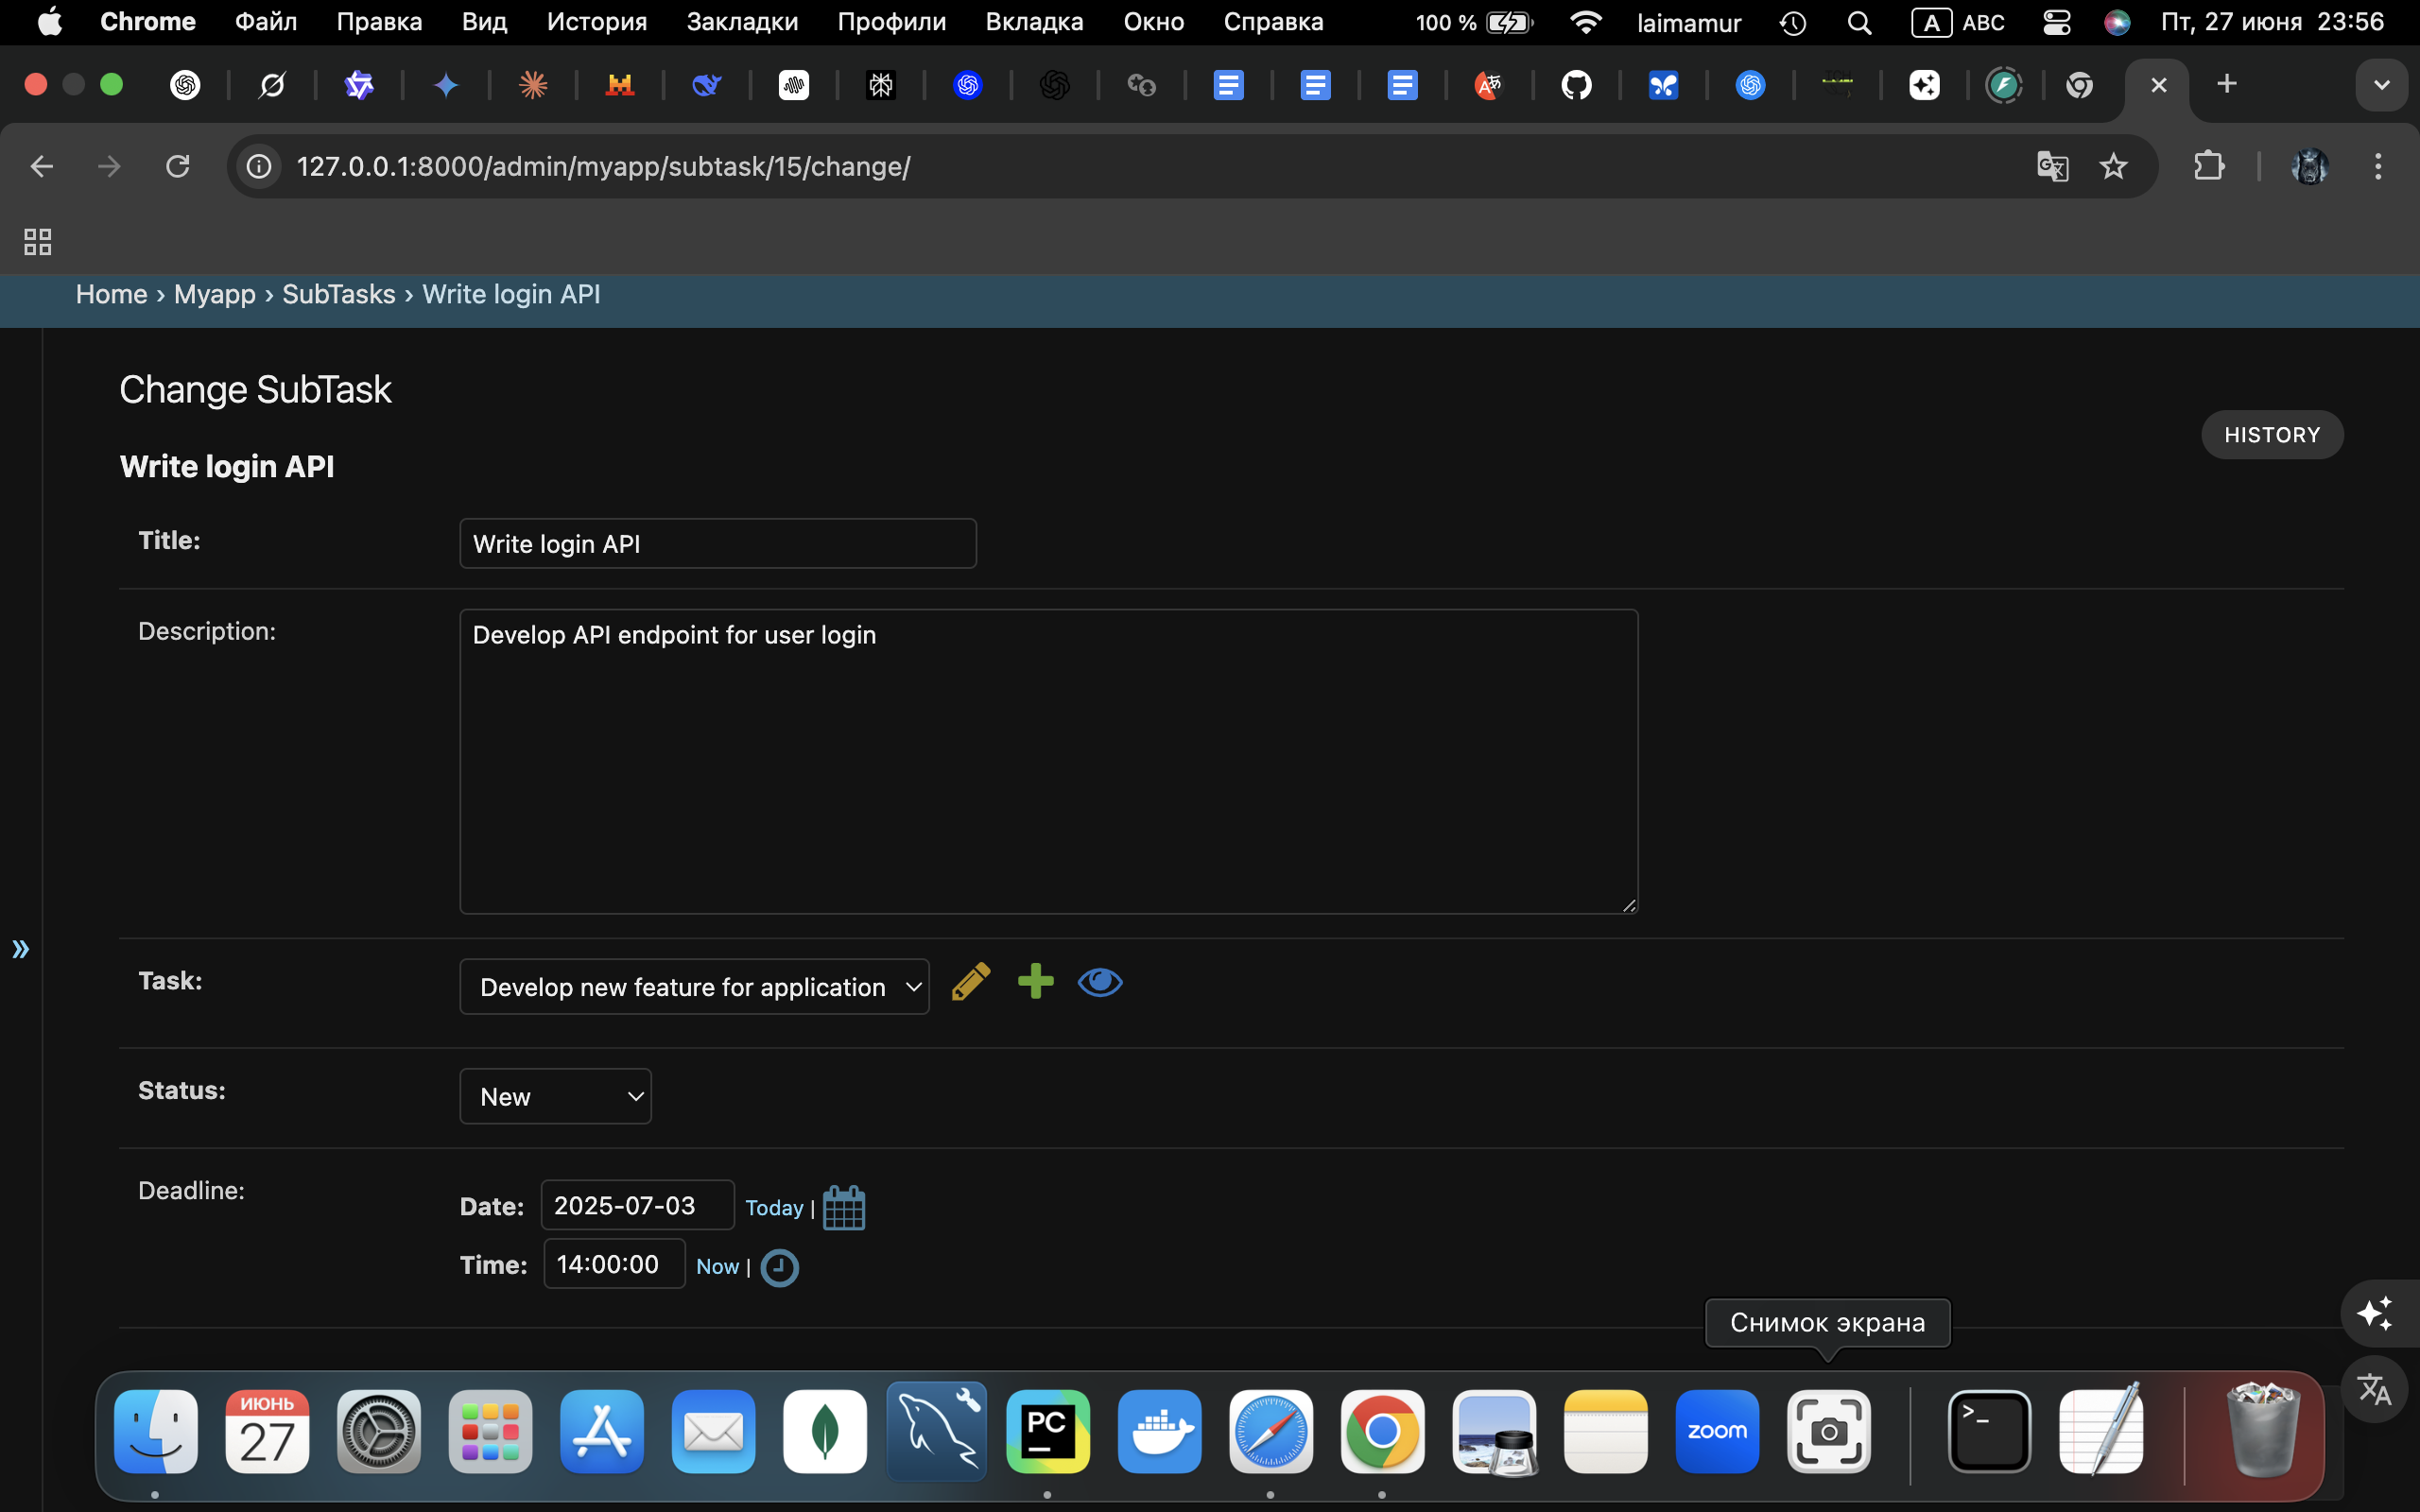 Chrome Файл Правка Вид История Закладки Профили Вкладка Окно Справка 100 % laimamur A ABC Пт, 27 июня 23:56
127.0.0.1:8000/admin/myapp/subtask/15/change/
Home › Myapp › SubTasks › Write login API
Change SubTask
HISTORY
Write login API
Title: Write login API
Description: Develop API endpoint for user login
Task: Develop new feature for application
Status: New
Deadline: Date: 2025-07-03 Today |
Time: 14:00:00 Now |
Снимок экрана
ИЮНЬ
27
PC
zoom